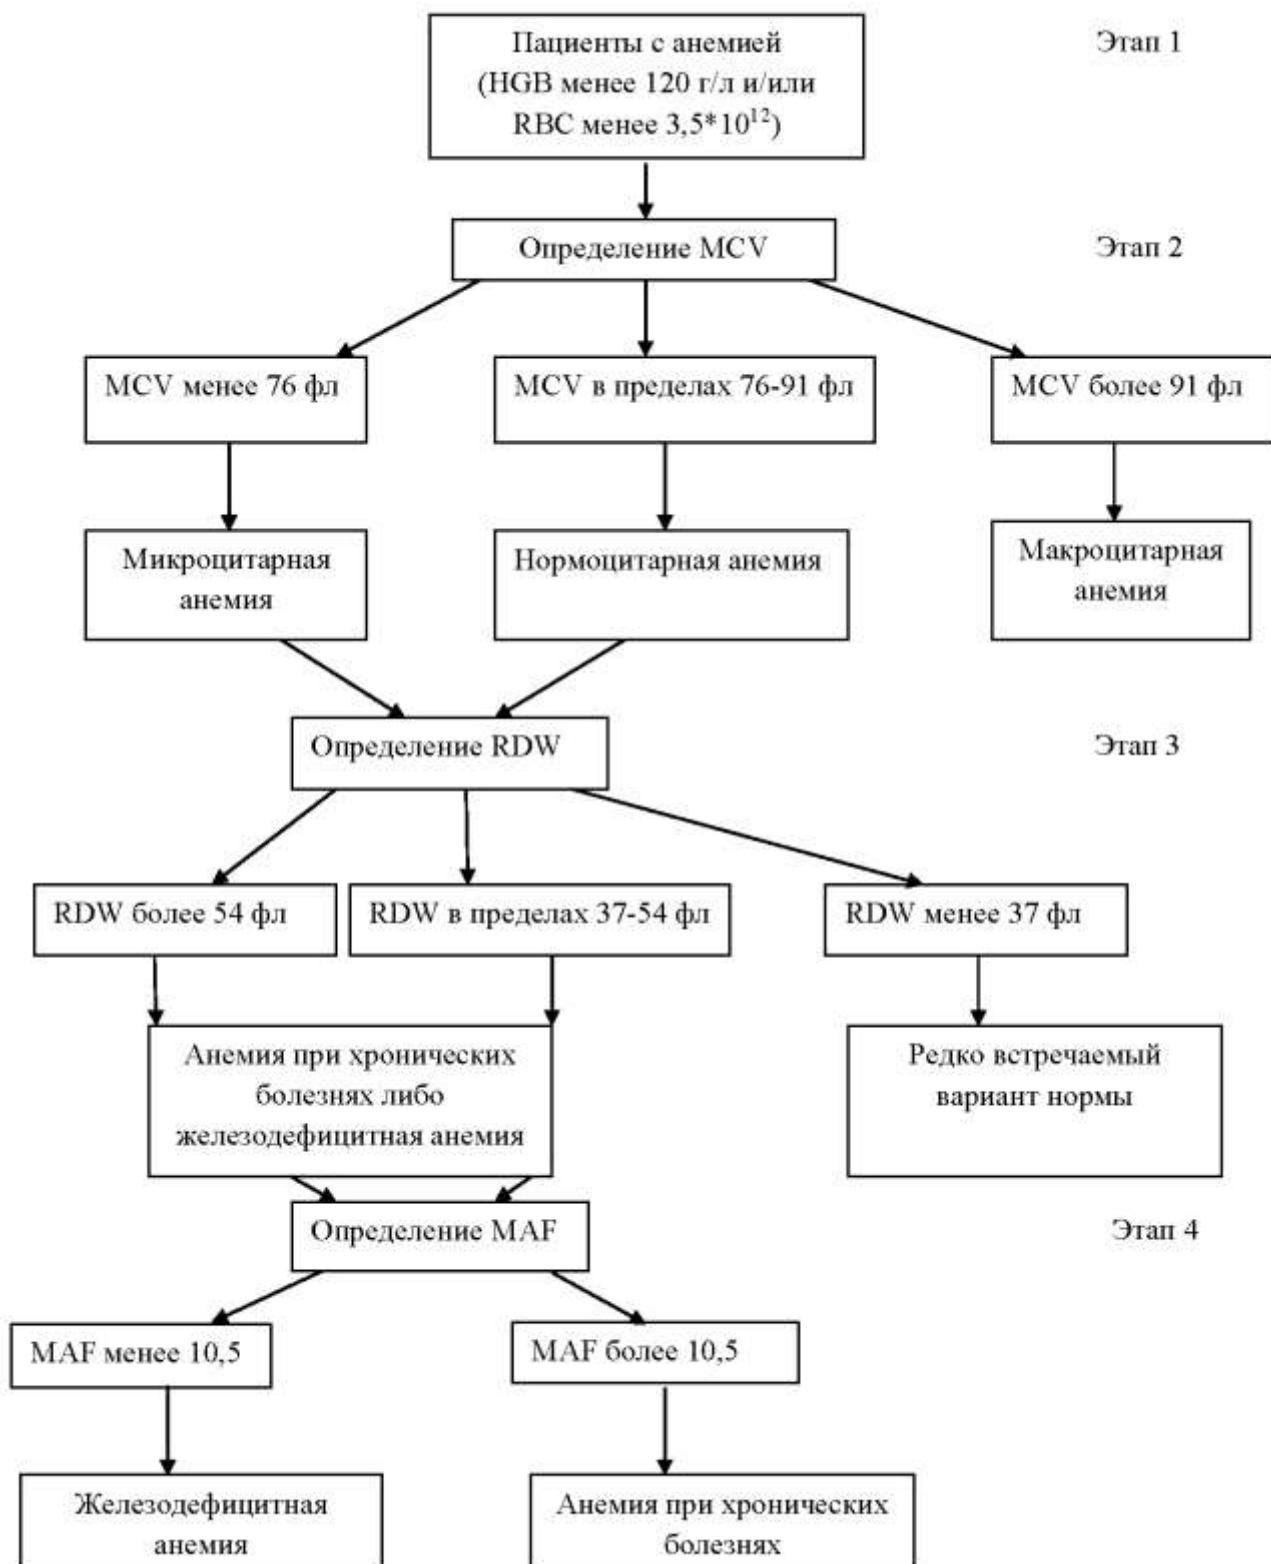 Пациенты с анемией
(HGB менее 120 г/л и/или
RBC менее 3,5*10¹²)
Этап 1
Определение MCV
Этап 2
MCV менее 76 фл
MCV в пределах 76-91 фл
MCV более 91 фл
Микроцитарная
анемия
Нормоцитарная анемия
Макроцитарная
анемия
Определение RDW
Этап 3
RDW более 54 фл
RDW в пределах 37-54 фл
RDW менее 37 фл
Анемия при хронических
болезнях либо
железодефицитная анемия
Редко встречаемый
вариант нормы
Определение MAF
Этап 4
MAF менее 10,5
MAF более 10,5
Железодефицитная
анемия
Анемия при хронических
болезнях